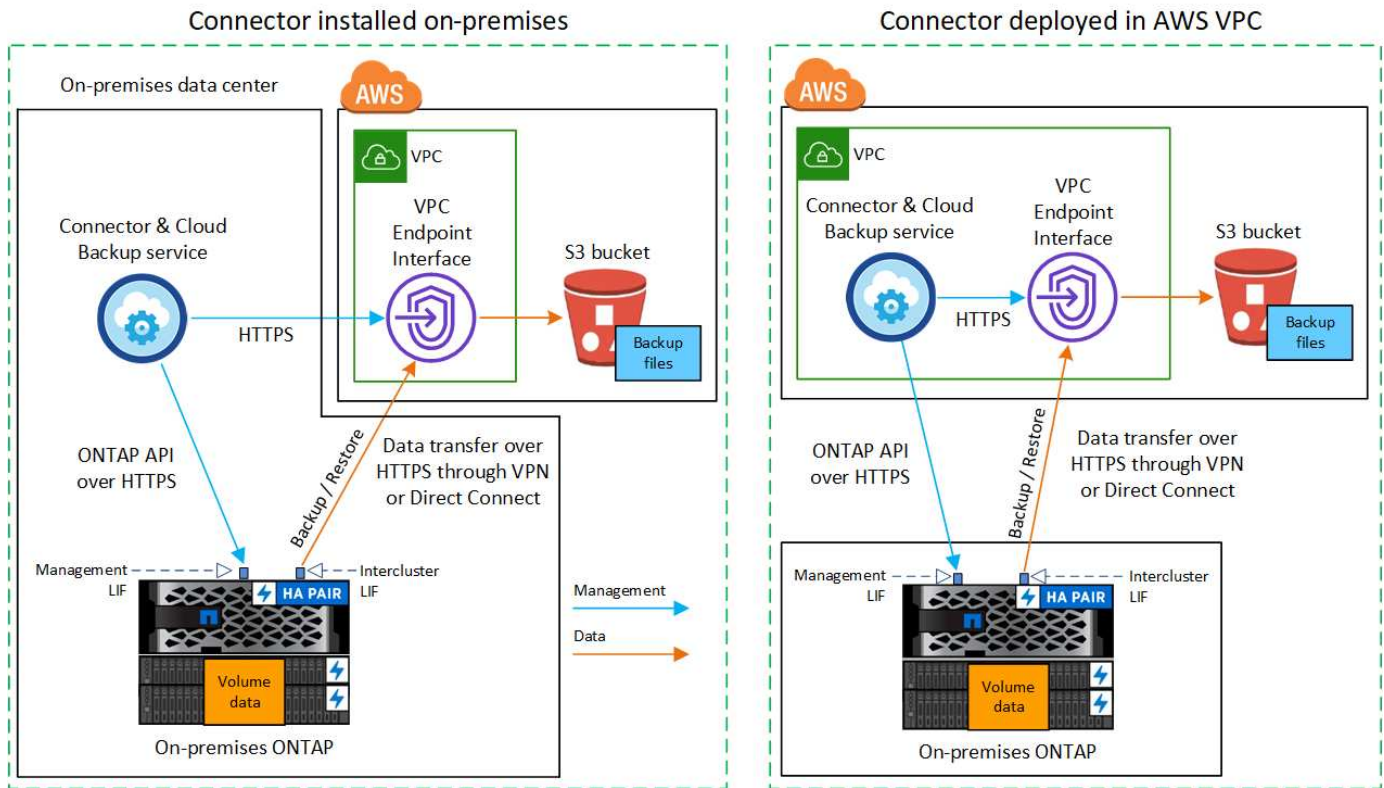 Connector installed on-premises
On-premises data center
AWS
VPC
VPC
Endpoint
Interface
Connector & Cloud
Backup service
S3 bucket
HTTPS
Backup
files
ONTAP API
over HTTPS
Backup / Restore
Data transfer over
HTTPS through VPN
or Direct Connect
Management
LIF
Intercluster
LIF
HA PAIR
Management
Data
Volume
data
On-premises ONTAP
Connector deployed in AWS VPC
AWS
VPC
VPC
Endpoint
Interface
Connector & Cloud
Backup service
S3 bucket
HTTPS
Backup
files
ONTAP API
over HTTPS
Backup / Restore
Data transfer over
HTTPS through VPN
or Direct Connect
Management
LIF
Intercluster
LIF
HA PAIR
Volume
data
On-premises ONTAP